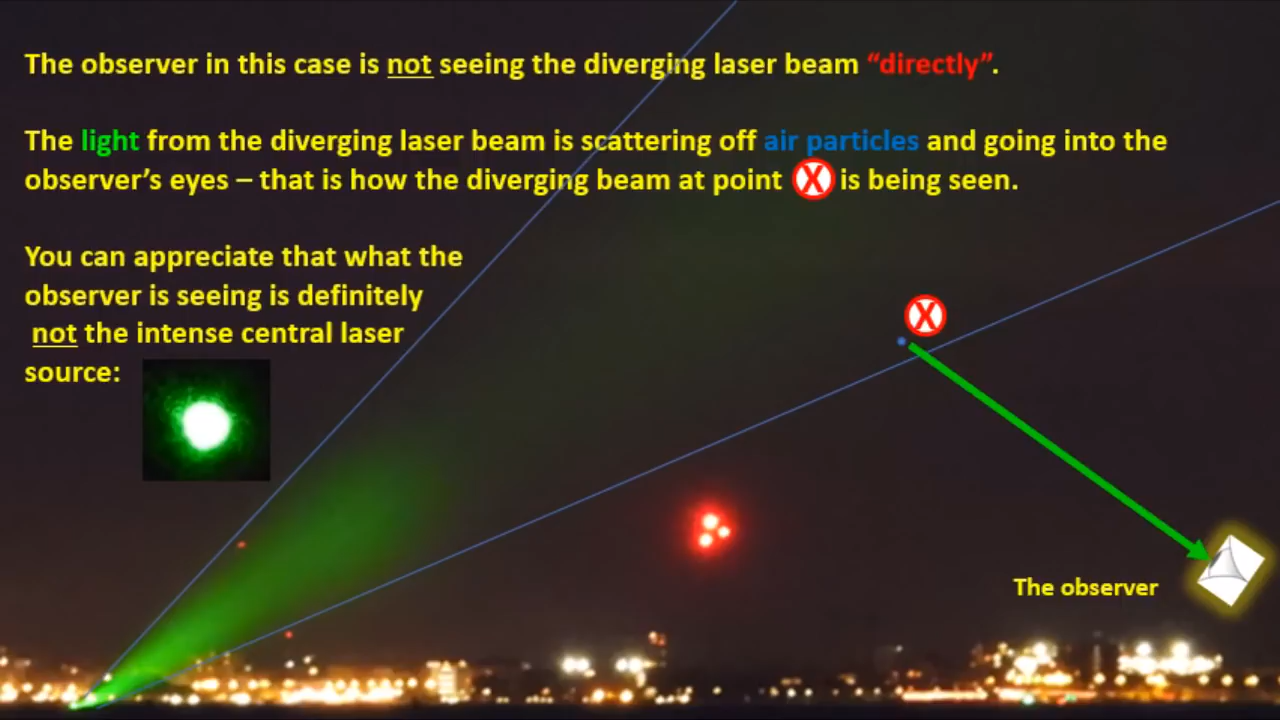 The observer in this case is not seeing the diverging laser beam “directly”.
The light from the diverging laser beam is scattering off air particles and going into the
observer’s eyes – that is how the diverging beam at point X is being seen.
You can appreciate that what the
observer is seeing is definitely
not the intense central laser
source:
X
The observer